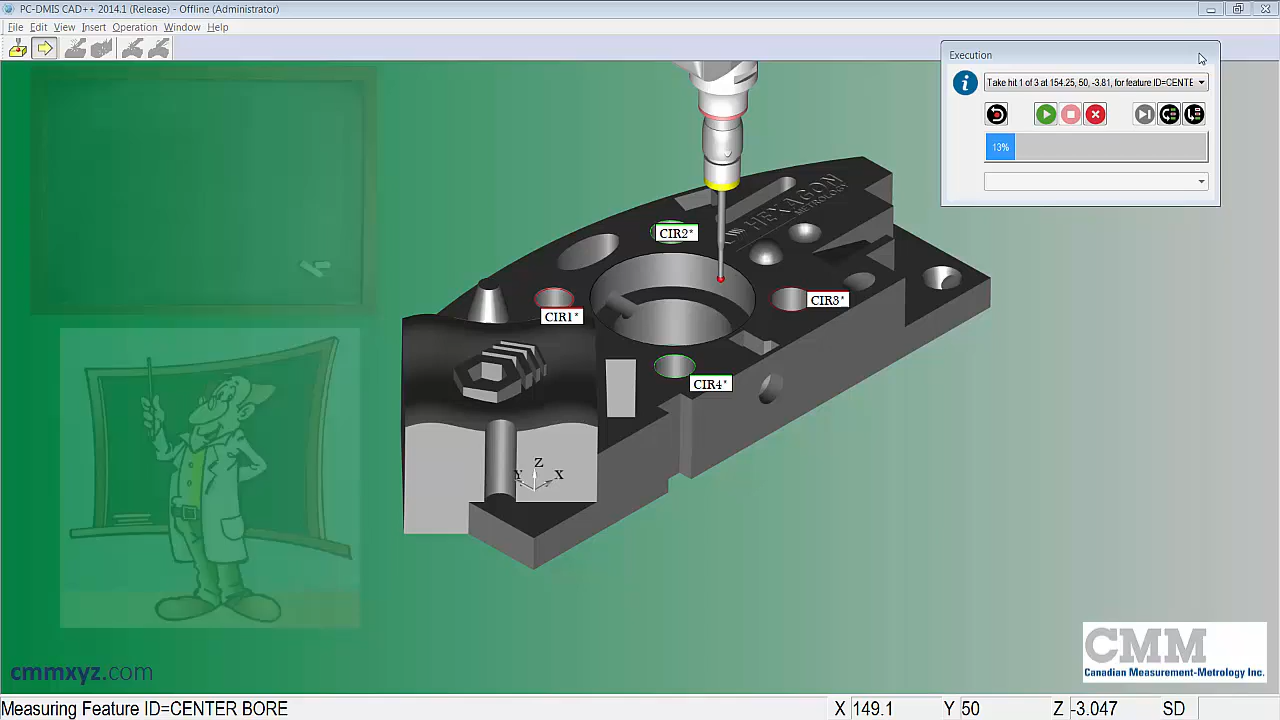 PC-DMIS CAD++ 2014.1 (Release) - Offline (Administrator)
File Edit View Insert Operation Window Help
Execution
Take hit 1 of 3 at 154.25, 50, -3.81, for feature ID=CENTE
13%
HEXAGON
METROLOGY
CIR2*
CIR1*
CIR3*
CIR4*
Z
Y
X
CMM
Canadian Measurement-Metrology Inc.
cmmxyz.com
Measuring Feature ID=CENTER BORE
X 149.1 Y 50 Z -3.047 SD